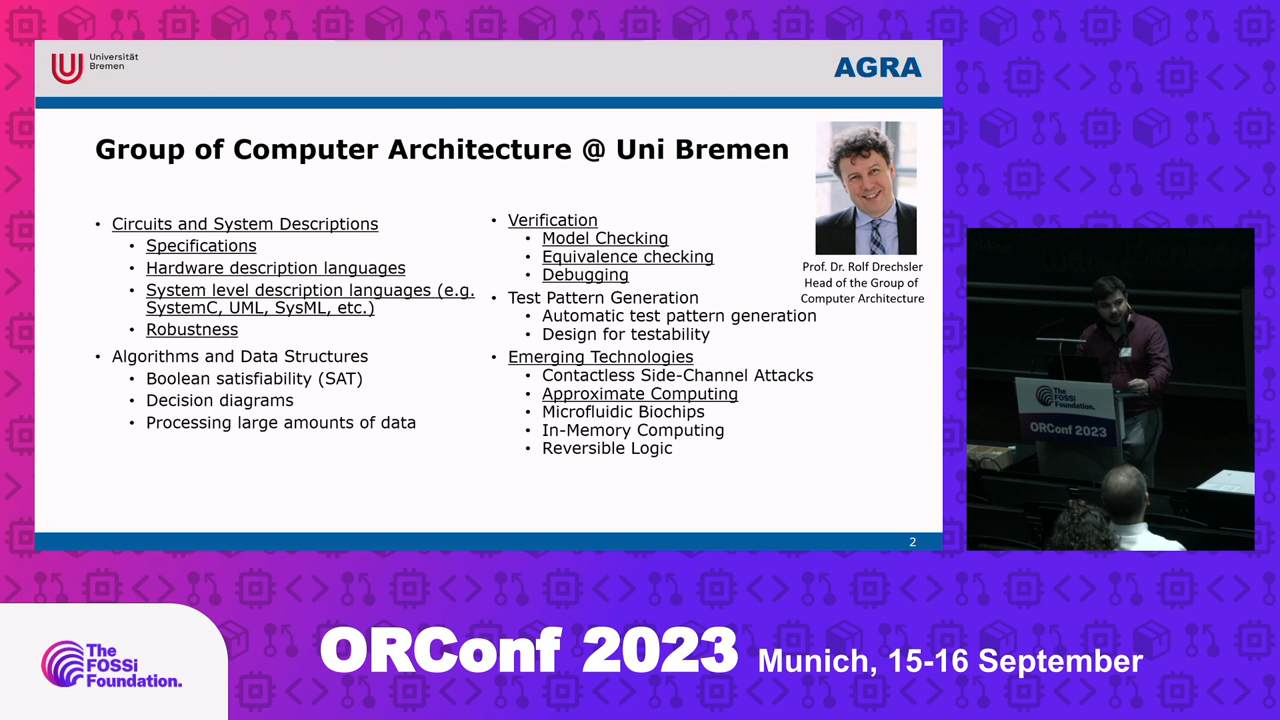 Universität
Bremen
AGRA
Group of Computer Architecture @ Uni Bremen
• Circuits and System Descriptions
• Specifications
• Hardware description languages
• System level description languages (e.g.
SystemC, UML, SysML, etc.)
• Robustness
• Algorithms and Data Structures
• Boolean satisfiability (SAT)
• Decision diagrams
• Processing large amounts of data
• Verification
• Model Checking
• Equivalence checking
• Debugging
• Test Pattern Generation
• Automatic test pattern generation
• Design for testability
• Emerging Technologies
• Contactless Side-Channel Attacks
• Approximate Computing
• Microfluidic Biochips
• In-Memory Computing
• Reversible Logic
Prof. Dr. Rolf Drechsler
Head of the Group of
Computer Architecture
2
The
FOSSi
Foundation.
ORConf 2023
The
FOSSi
Foundation.
ORConf 2023 Munich, 15-16 September